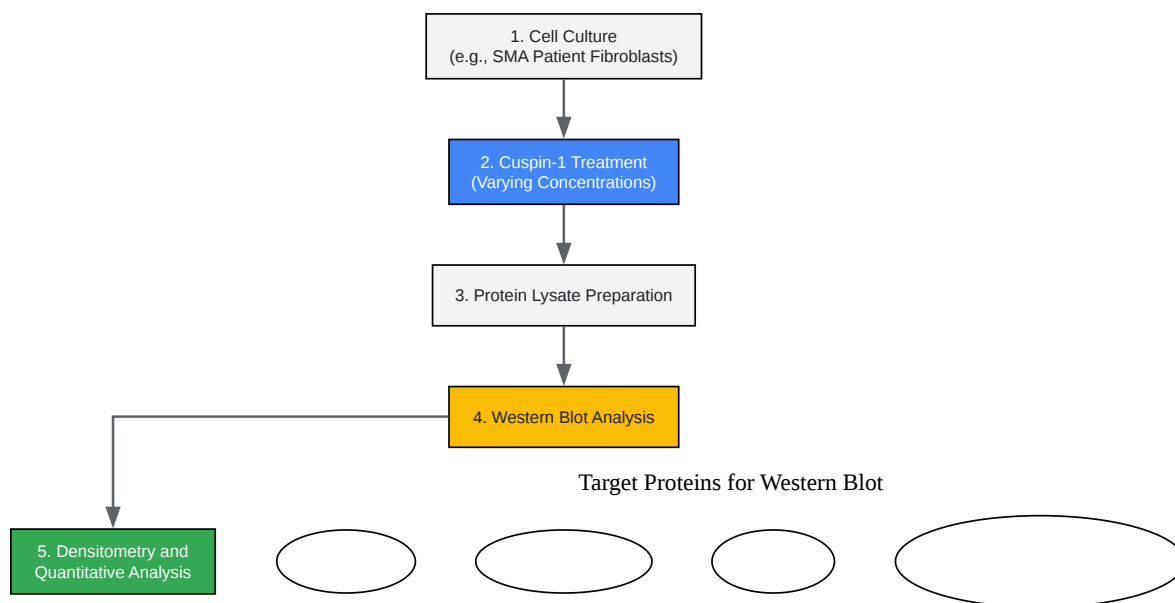 1. Cell Culture
(e.g., SMA Patient Fibroblasts)
2. Cuspin-1 Treatment
(Varying Concentrations)
3. Protein Lysate Preparation
4. Western Blot Analysis
Target Proteins for Western Blot
5. Densitometry and
Quantitative Analysis